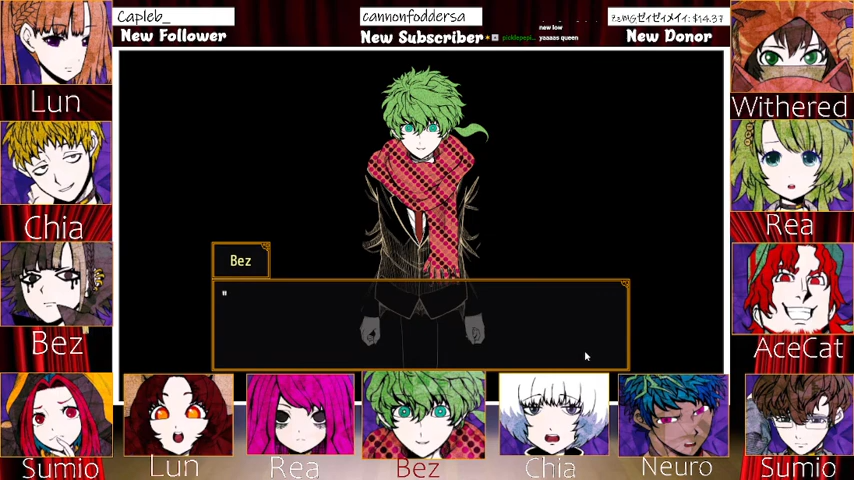 Capleb_
New Follower
cannonfoddersa
New Subscriber
new low
yaaaas queen
New Donor
Lun
Chia
Bez
Sumio
Withered
Rea
AceCat
Sumio
Bez
"
Lun
Rea
Bez
Chia
Neuro